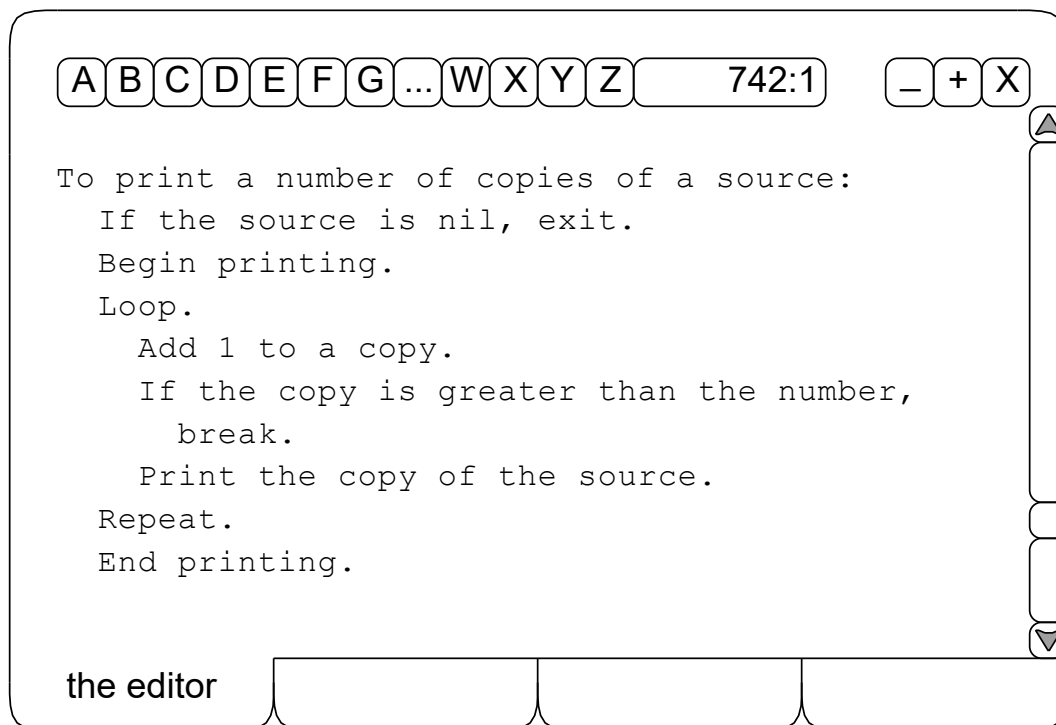 A B C D E F G ... W X Y Z 742:1 _ + X
To print a number of copies of a source:
If the source is nil, exit.
Begin printing.
Loop.
Add 1 to a copy.
If the copy is greater than the number,
break.
Print the copy of the source.
Repeat.
End printing.
the editor